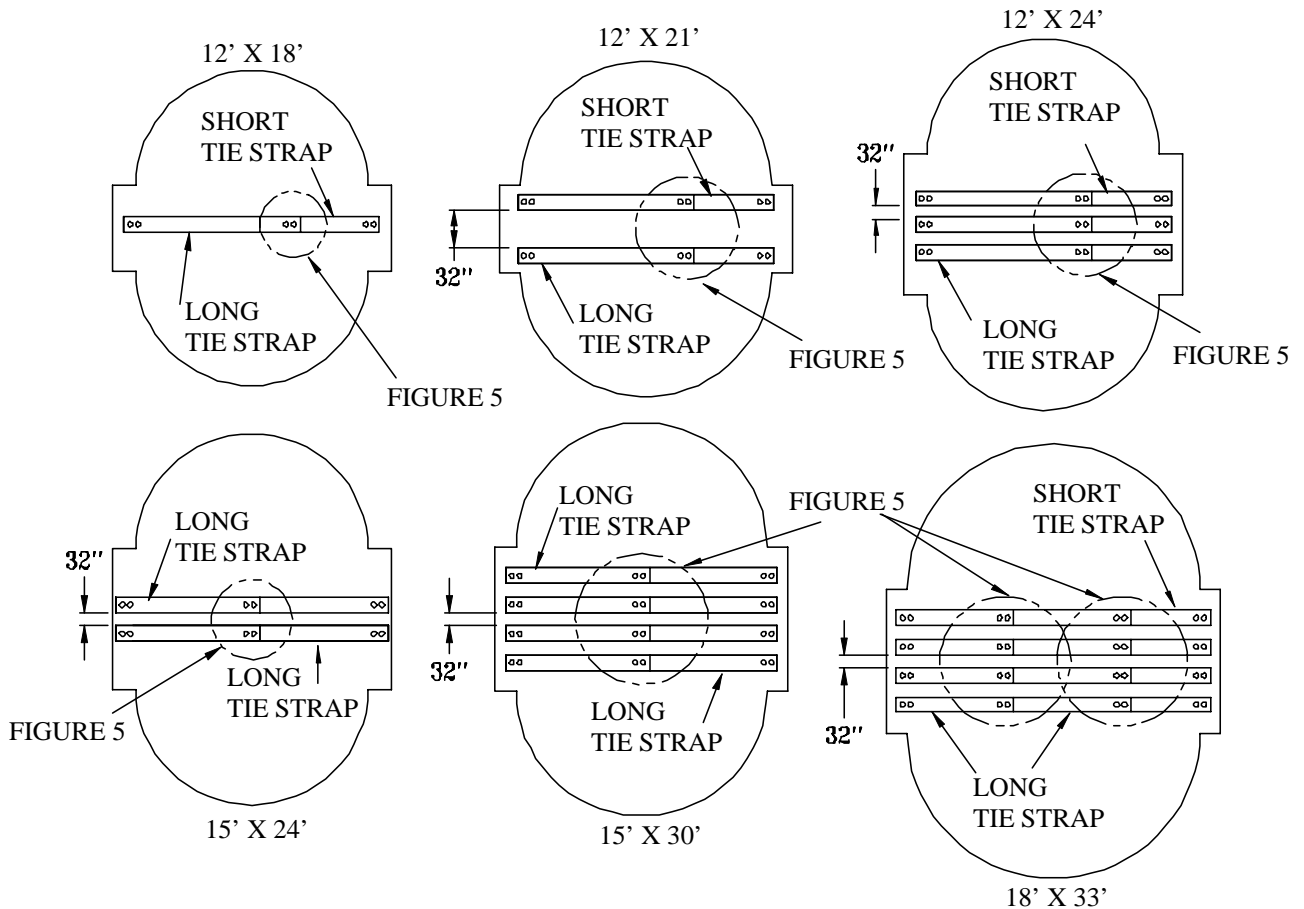 12’ X 18’
SHORT
TIE STRAP
LONG
TIE STRAP
FIGURE 5
12’ X 21’
SHORT
TIE STRAP
32"
LONG
TIE STRAP
FIGURE 5
12’ X 24’
SHORT
TIE STRAP
32"
LONG
TIE STRAP
FIGURE 5
LONG
TIE STRAP
32"
LONG
TIE STRAP
FIGURE 5
15’ X 24’
LONG
TIE STRAP
32"
LONG
TIE STRAP
15’ X 30’
FIGURE 5
SHORT
TIE STRAP
32"
LONG
TIE STRAP
18’ X 33’